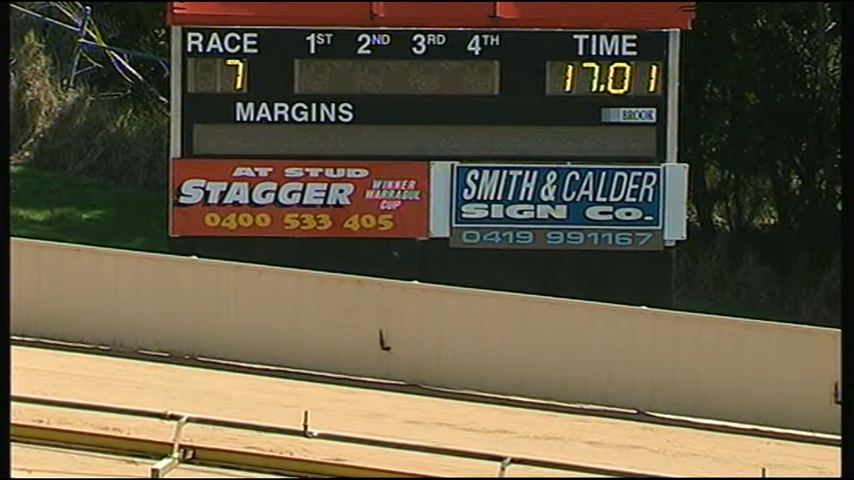 RACE 1ST 2ND 3RD 4TH TIME
7 17.01
MARGINS BROOK
AT STUD
STAGGER
WINNER
WARRAGUL
CUP
0400 533 405
SMITH & CALDER
SIGN CO.
0419 991167